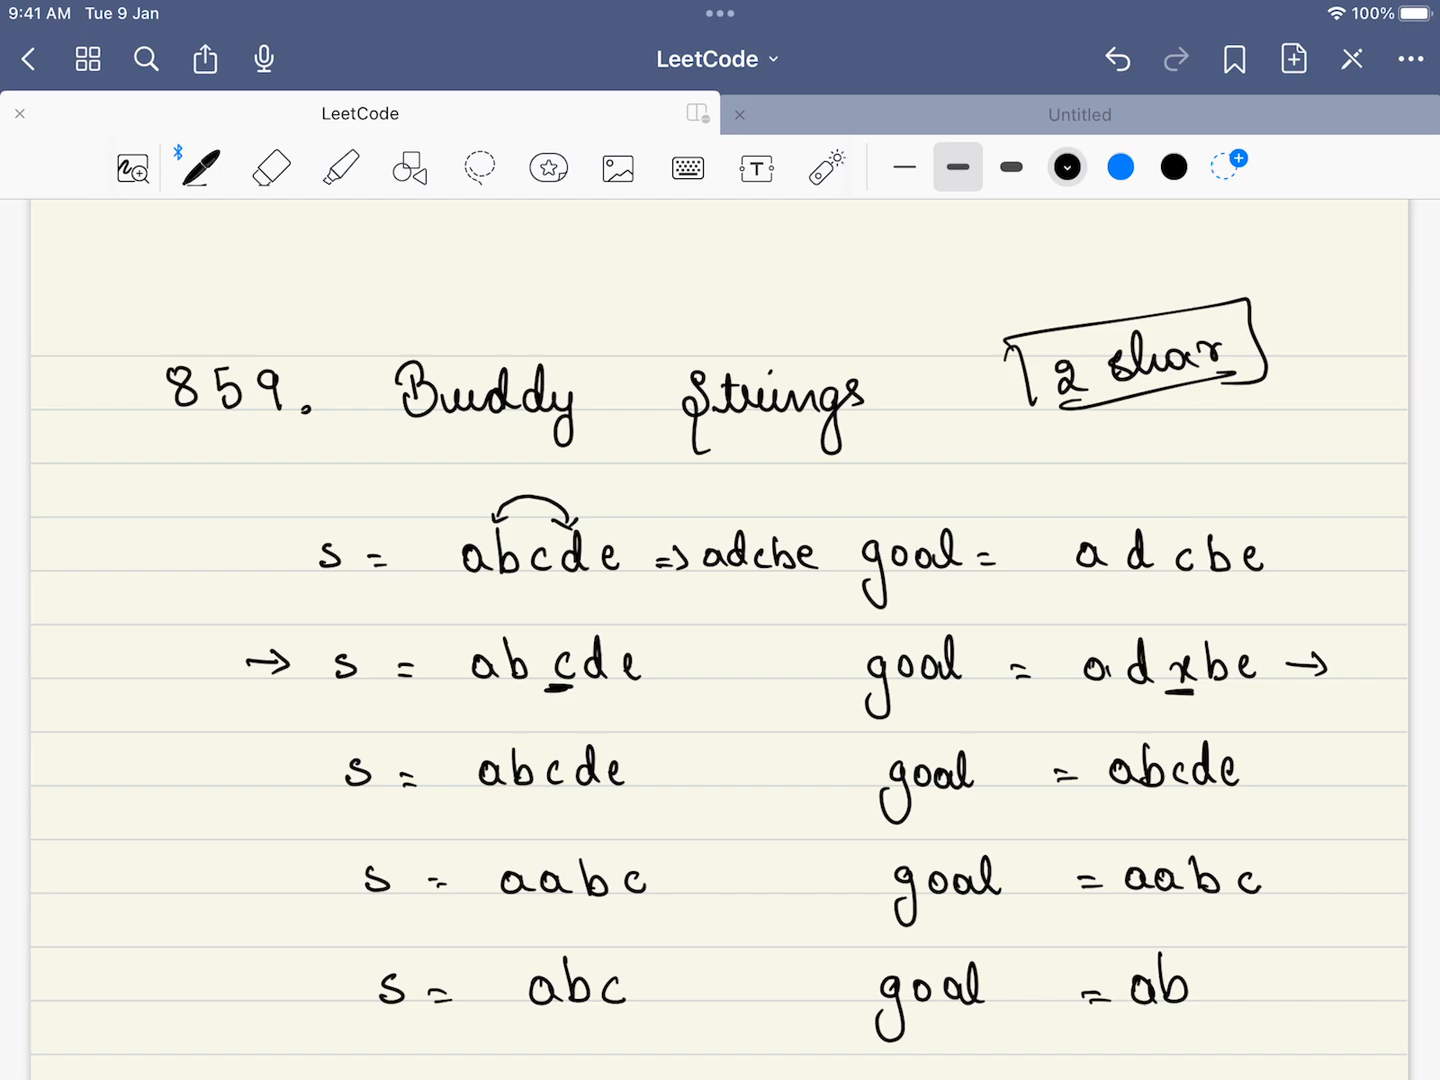 9:41 AM Tue 9 Jan 100%
LeetCode
LeetCode Untitled
T
2 shar
859. Buddy Strings
s = abcde => adcbe goal = adcbe
→ s = abcde goal = adxbe →
s = abcde goal = abcde
s = aabc goal = aabc
s = abc goal = ab